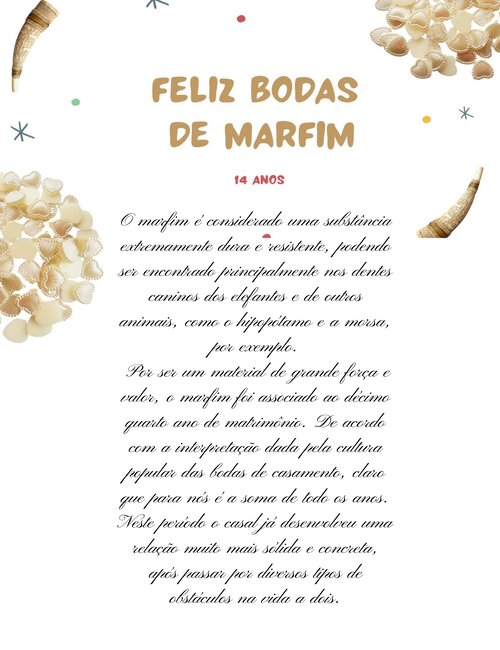 FELIZ BODAS
DE MARFIM
14 ANOS
O marfim é considerado uma substância
extremamente dura e resistente, podendo
ser encontrado principalmente nos dentes
caninos dos elefantes e de outros
animais, como o hipopótamo e a morsa,
por exemplo.
Por ser um material de grande força e
valor, o marfim foi associado ao décimo
quarto ano de matrimônio. De acordo
com a interpretação dada pela cultura
popular das bodas de casamento, claro
que para nós é a soma de todo os anos.
Neste período o casal já desenvolveu uma
relação muito mais sólida e concreta,
após passar por diversos tipos de
obstáculos na vida a dois.